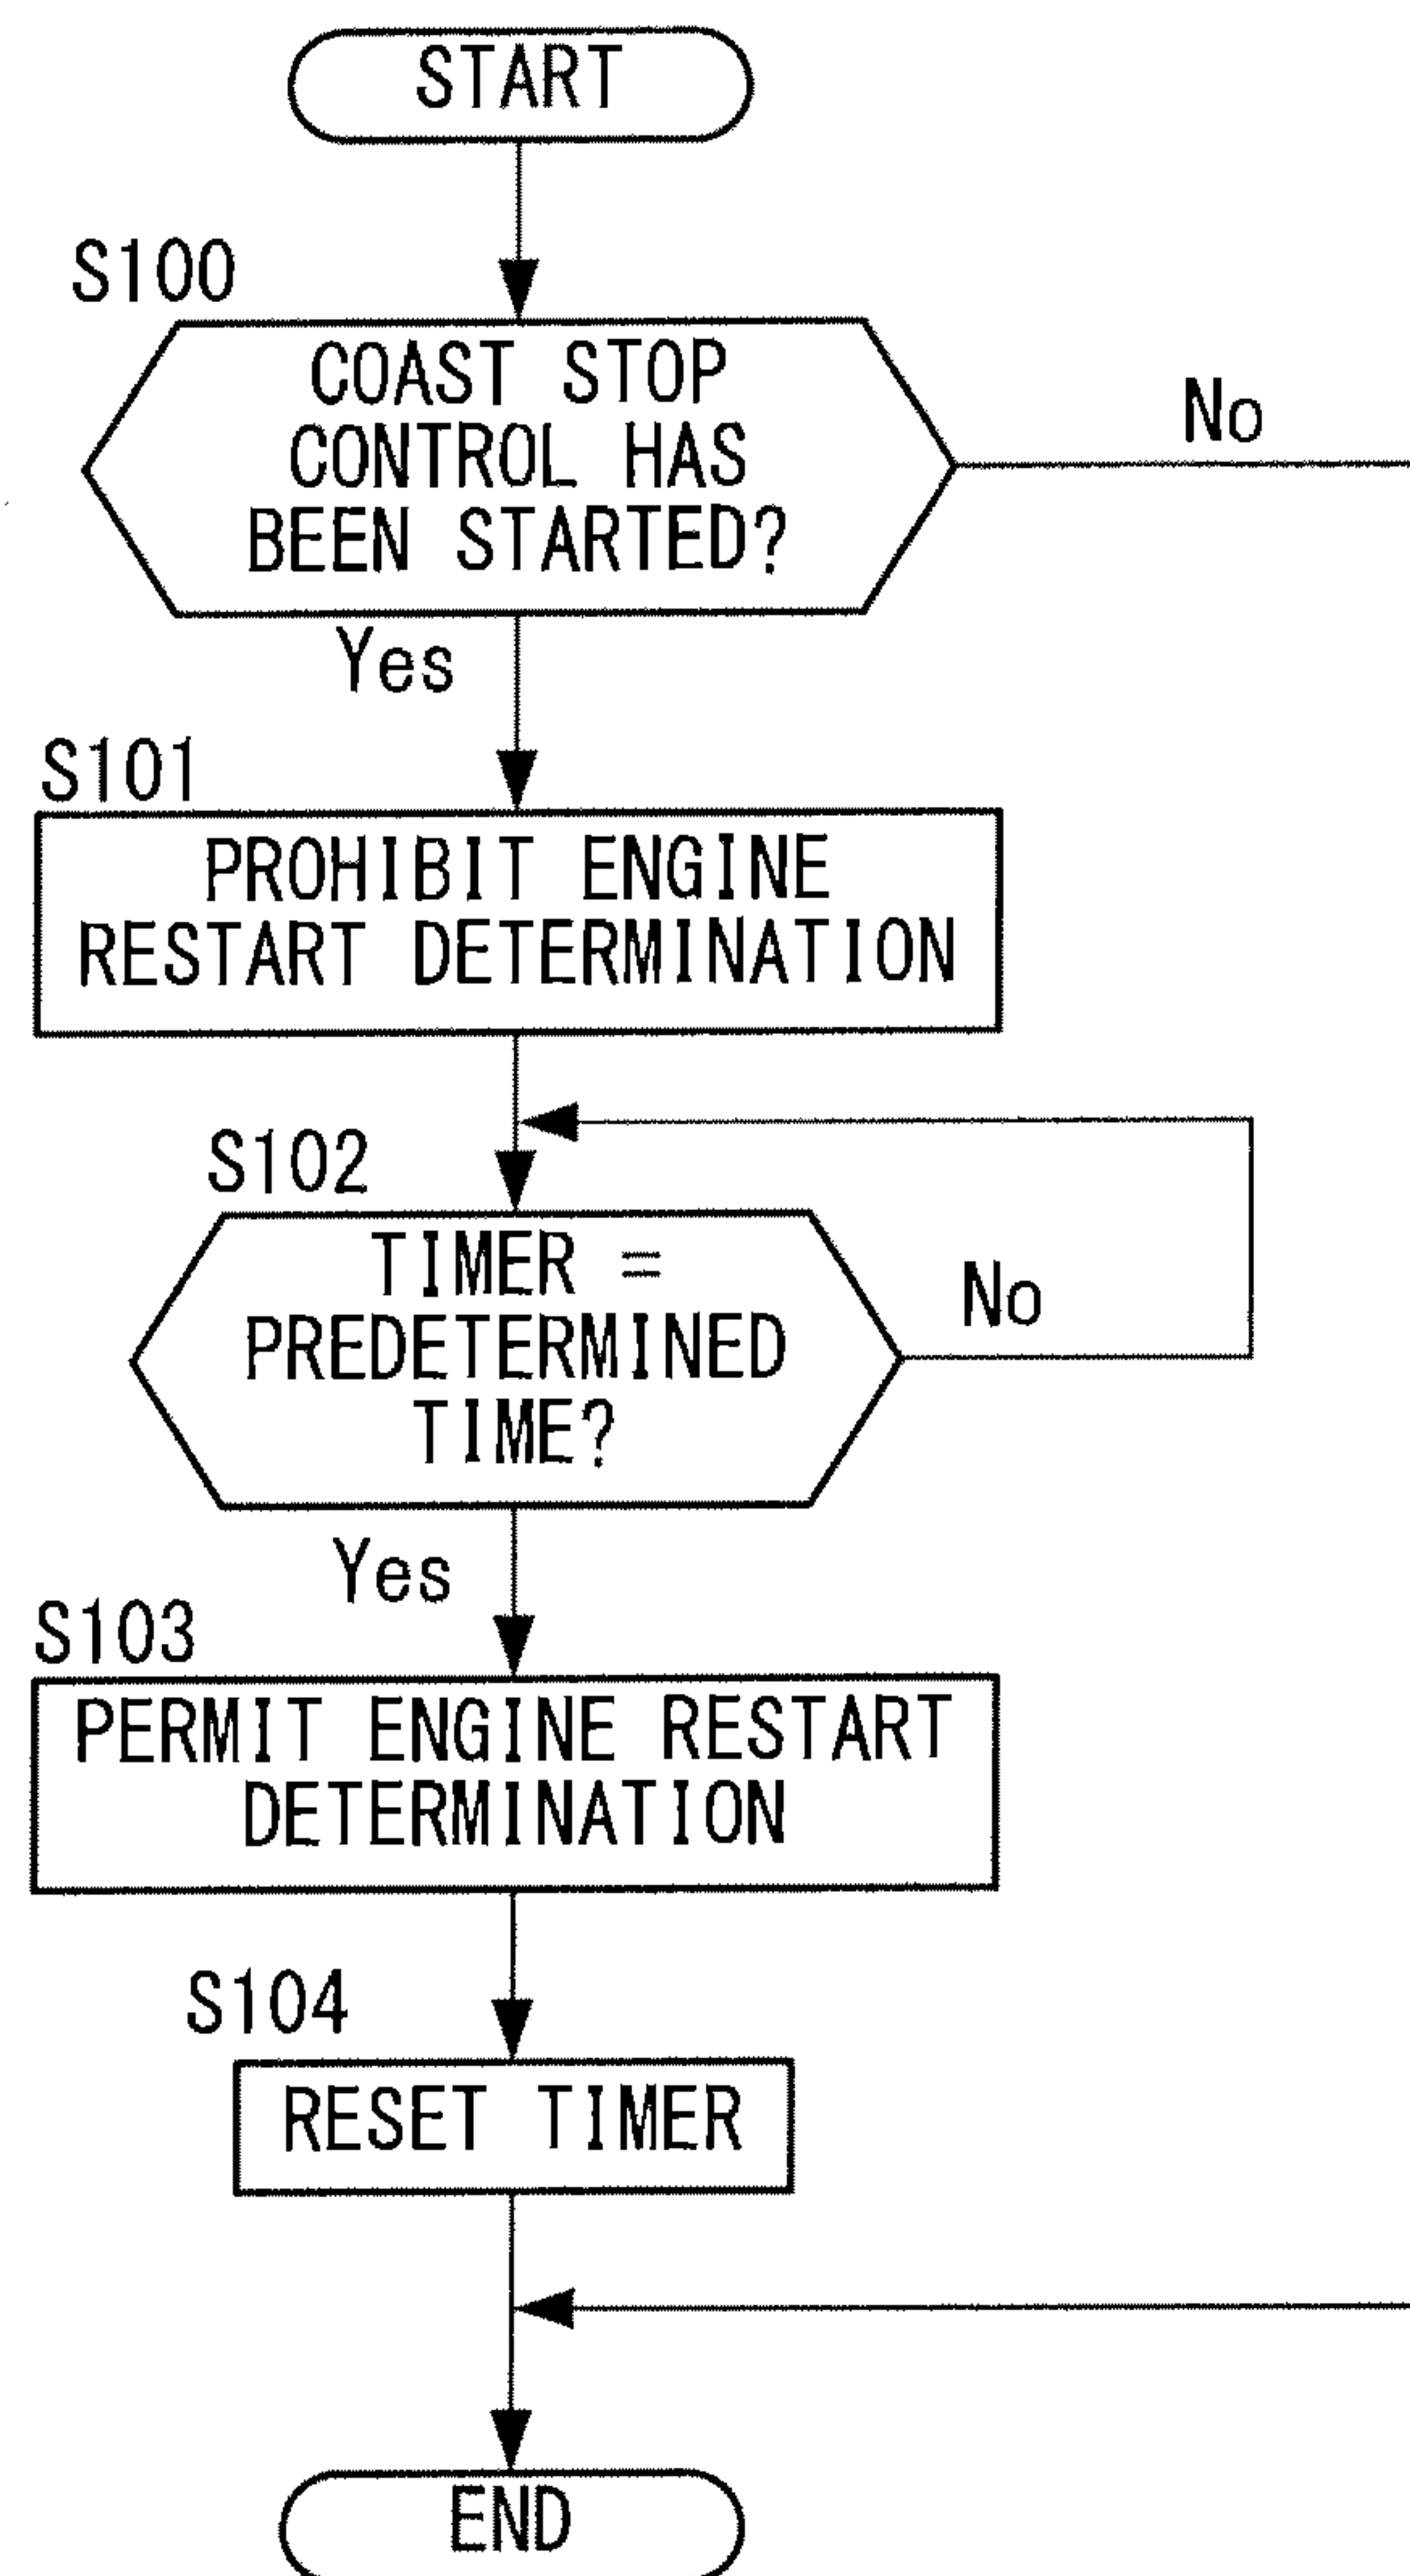 START
S100
COAST STOP
CONTROL HAS
BEEN STARTED?
No
Yes
S101
PROHIBIT ENGINE
RESTART DETERMINATION
S102
TIMER =
PREDETERMINED
TIME?
No
Yes
S103
PERMIT ENGINE RESTART
DETERMINATION
S104
RESET TIMER
END